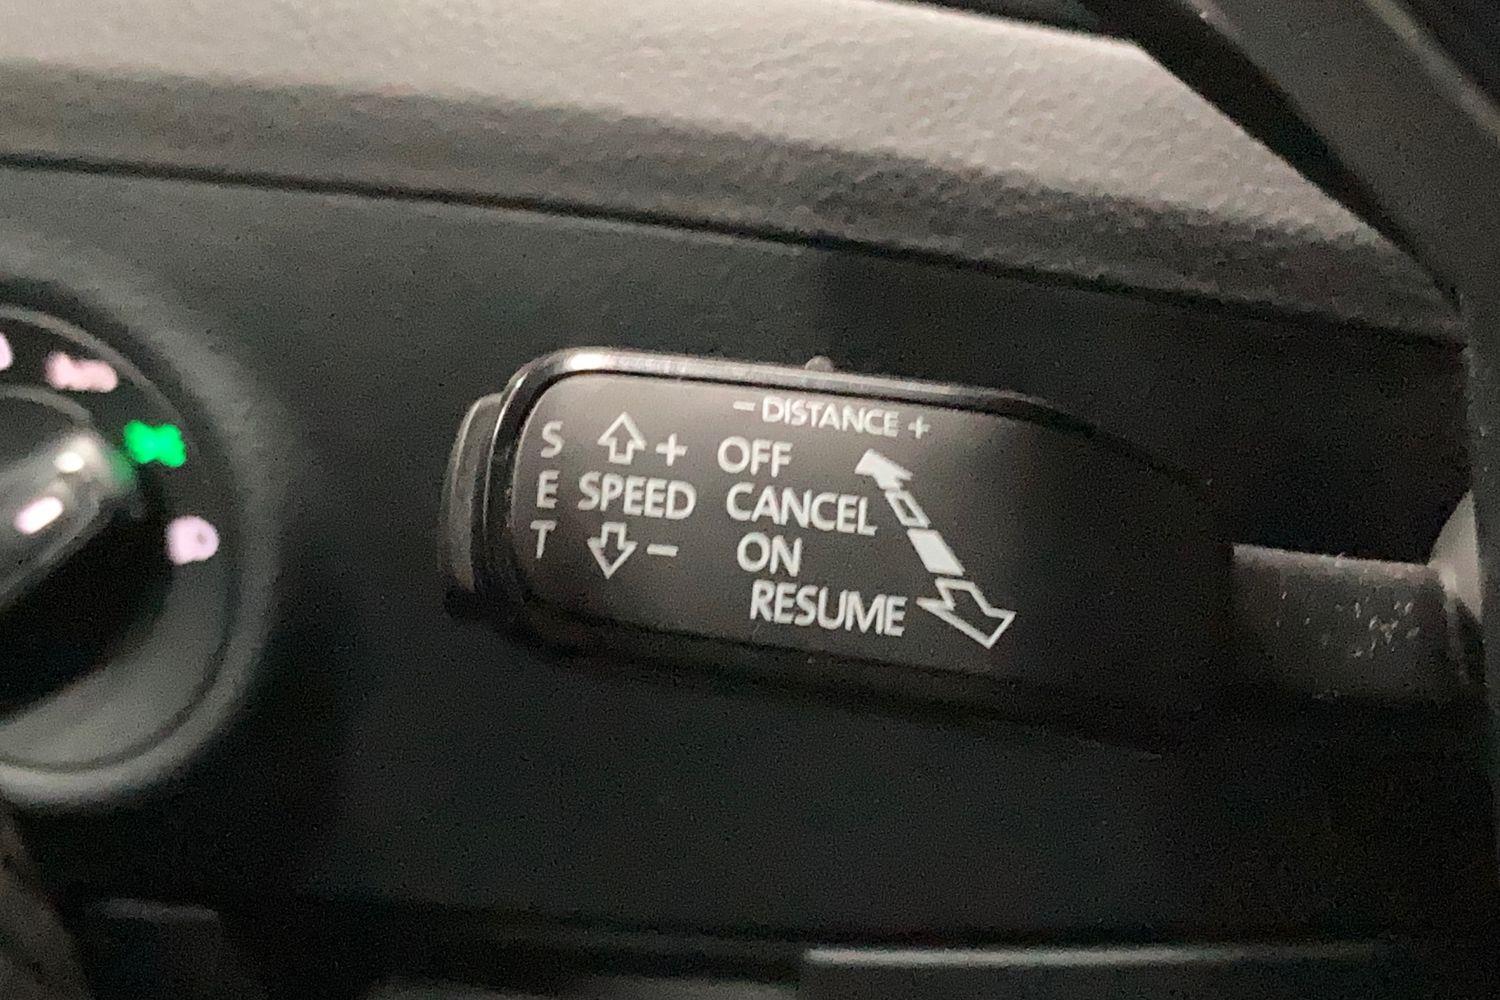 - DISTANCE +
S + OFF
E SPEED CANCEL
T - ON
RESUME